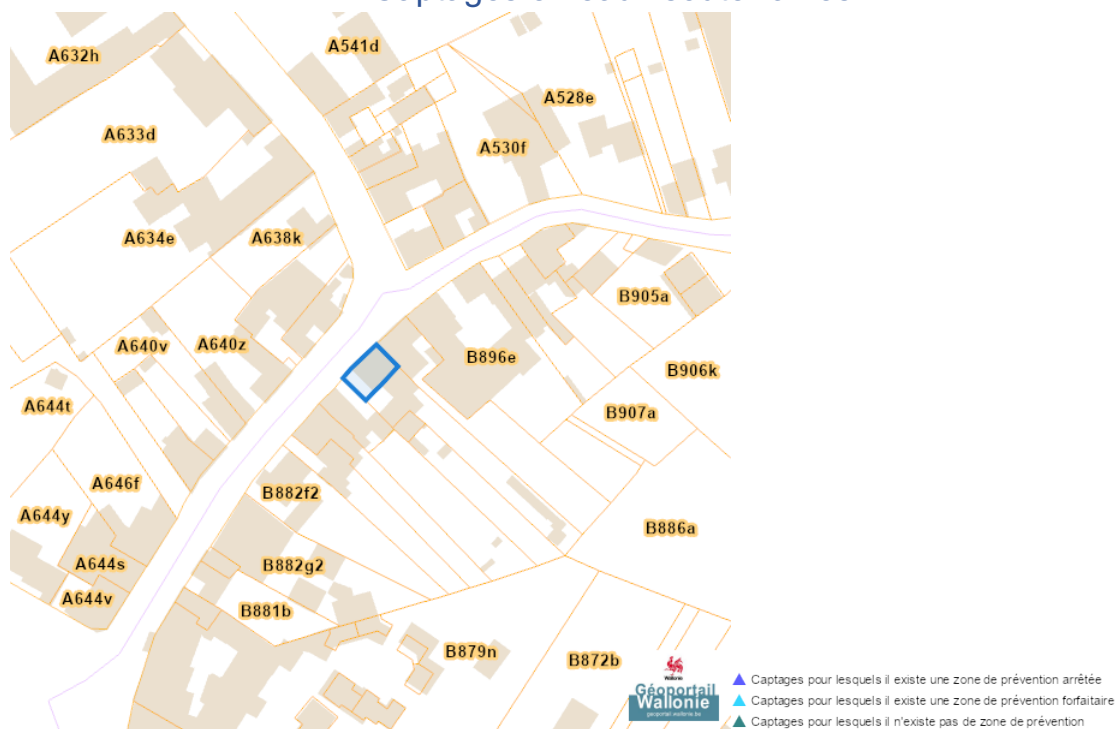 A541d
A632h
A528e
A633d
A530f
A634e
A638k
B905a
A640v
A640z
B896e
B906k
A644t
B907a
A646f
B882f2
A644y
B886a
A644s
B882g2
A644v
B881b
B879n
B872b
Wallonie
Géoportail
Wallonie
geoportail.wallonie.be
Captages pour lesquels il existe une zone de prévention arrêtée
Captages pour lesquels il existe une zone de prévention forfaitaire
Captages pour lesquels il n'existe pas de zone de prévention